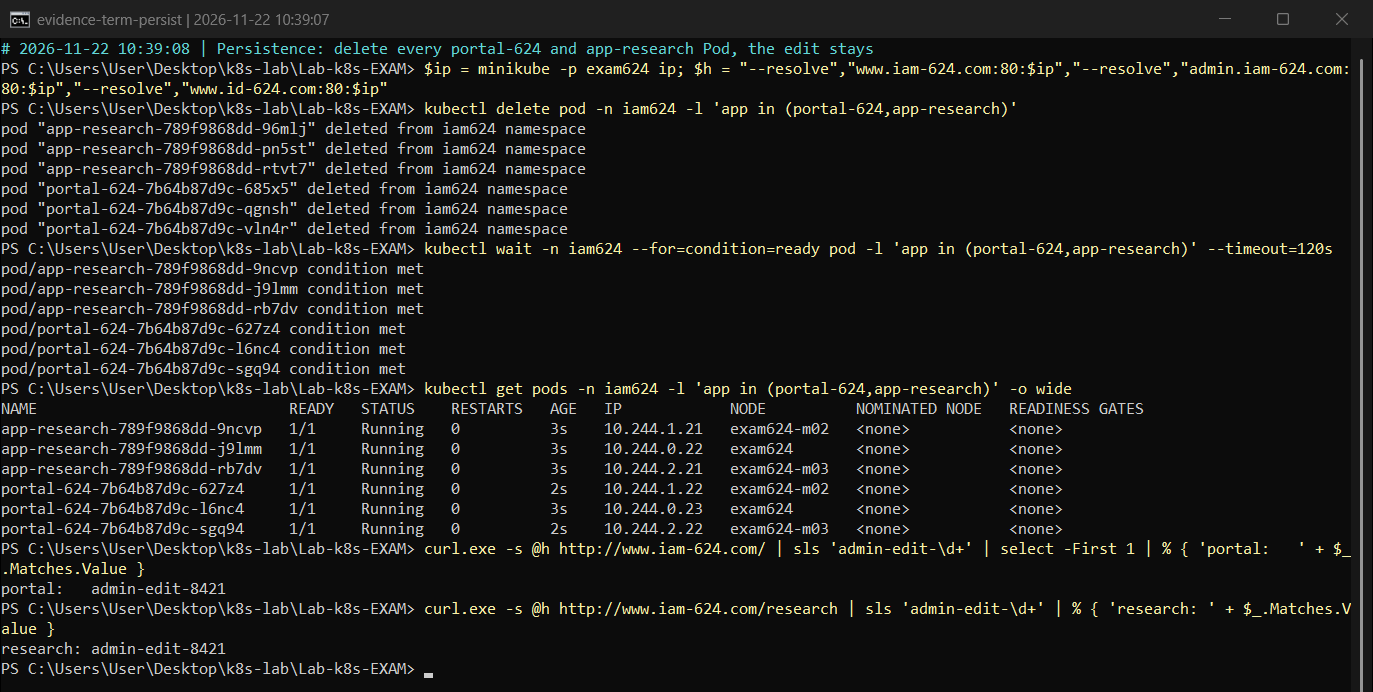 evidence-term-persist | 2026-11-22 10:39:07
# 2026-11-22 10:39:08 | Persistence: delete every portal-624 and app-research Pod, the edit stays
PS C:\Users\User\Desktop\k8s-lab\Lab-k8s-EXAM> $ip = minikube -p exam624 ip; $h = "--resolve","www.iam-624.com:80:$ip","--resolve","admin.iam-624.com:
80:$ip","--resolve","www.id-624.com:80:$ip"
PS C:\Users\User\Desktop\k8s-lab\Lab-k8s-EXAM> kubectl delete pod -n iam624 -l 'app in (portal-624,app-research)'
pod "app-research-789f9868dd-96mlj" deleted from iam624 namespace
pod "app-research-789f9868dd-pn5st" deleted from iam624 namespace
pod "app-research-789f9868dd-rtvt7" deleted from iam624 namespace
pod "portal-624-7b64b87d9c-685x5" deleted from iam624 namespace
pod "portal-624-7b64b87d9c-qgnsh" deleted from iam624 namespace
pod "portal-624-7b64b87d9c-vln4r" deleted from iam624 namespace
PS C:\Users\User\Desktop\k8s-lab\Lab-k8s-EXAM> kubectl wait -n iam624 --for=condition=ready pod -l 'app in (portal-624,app-research)' --timeout=120s
pod/app-research-789f9868dd-9ncvp condition met
pod/app-research-789f9868dd-j9lmm condition met
pod/app-research-789f9868dd-rb7dv condition met
pod/portal-624-7b64b87d9c-627z4 condition met
pod/portal-624-7b64b87d9c-l6nc4 condition met
pod/portal-624-7b64b87d9c-sgq94 condition met
PS C:\Users\User\Desktop\k8s-lab\Lab-k8s-EXAM> kubectl get pods -n iam624 -l 'app in (portal-624,app-research)' -o wide
NAME                            READY   STATUS    RESTARTS   AGE   IP            NODE          NOMINATED NODE   READINESS GATES
app-research-789f9868dd-9ncvp   1/1     Running   0          3s    10.244.1.21   exam624-m02   <none>           <none>
app-research-789f9868dd-j9lmm   1/1     Running   0          3s    10.244.0.22   exam624       <none>           <none>
app-research-789f9868dd-rb7dv   1/1     Running   0          3s    10.244.2.21   exam624-m03   <none>           <none>
portal-624-7b64b87d9c-627z4     1/1     Running   0          2s    10.244.1.22   exam624-m02   <none>           <none>
portal-624-7b64b87d9c-l6nc4     1/1     Running   0          3s    10.244.0.23   exam624       <none>           <none>
portal-624-7b64b87d9c-sgq94     1/1     Running   0          2s    10.244.2.22   exam624-m03   <none>           <none>
PS C:\Users\User\Desktop\k8s-lab\Lab-k8s-EXAM> curl.exe -s @h http://www.iam-624.com/ | sls 'admin-edit-\d+' | select -First 1 | % { 'portal:   ' + $_
.Matches.Value }
portal:   admin-edit-8421
PS C:\Users\User\Desktop\k8s-lab\Lab-k8s-EXAM> curl.exe -s @h http://www.iam-624.com/research | sls 'admin-edit-\d+' | % { 'research: ' + $_.Matches.V
alue }
research: admin-edit-8421
PS C:\Users\User\Desktop\k8s-lab\Lab-k8s-EXAM>